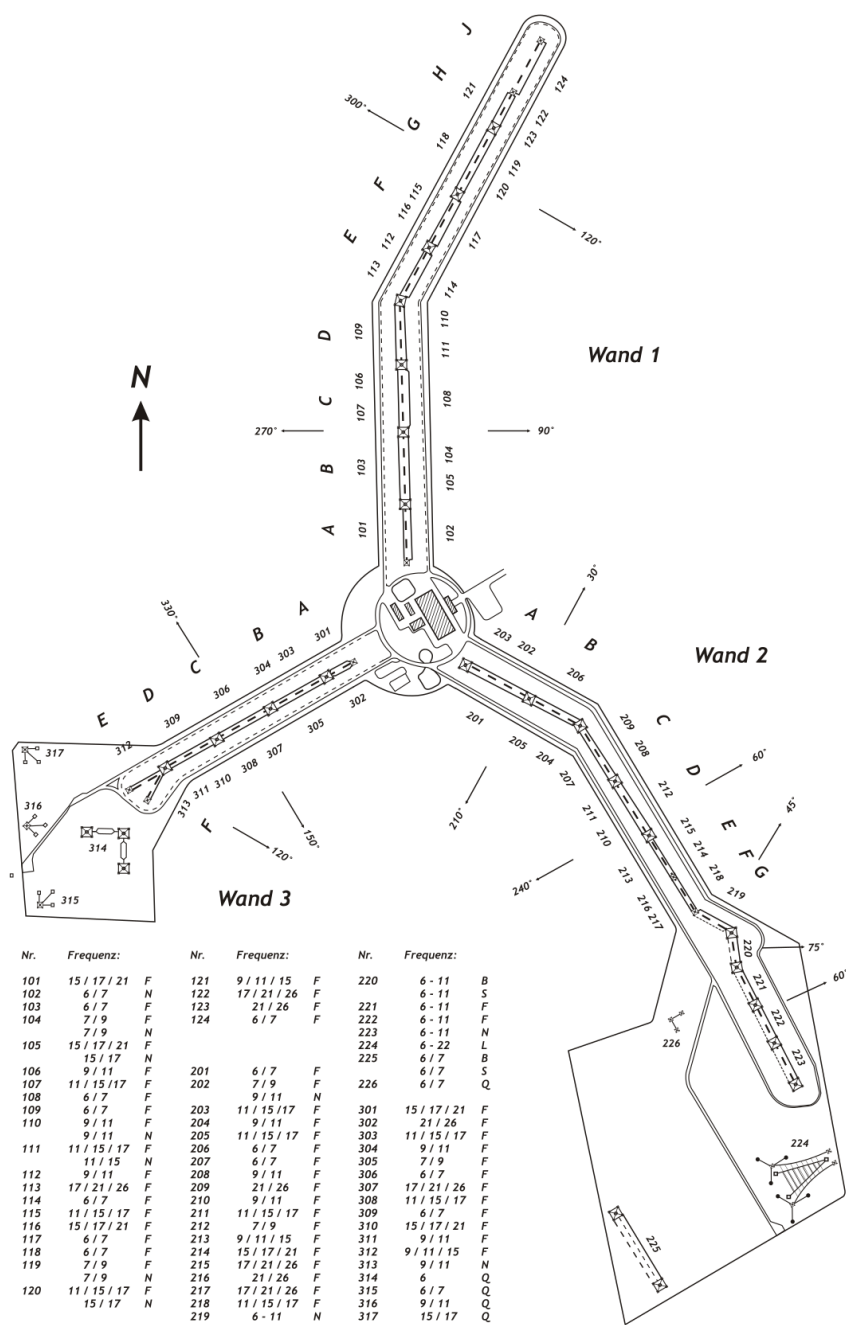 J
H
121
124
300°
G
122
118
123
F
119
115
120
116
E
112
117
120°
113
114
110
D
109
111
Wand 1
N
106
C
107
108
270°
90°
104
B
103
105
A
101
102
30°
330°
A
B
301
A
B
203
202
303
304
Wand 2
C
206
306
D
302
E
309
201
C
209
305
205
208
312
307
204
317
308
207
D
60°
310
212
311
211
45°
313
210
E
316
F
150°
210°
215
214
F
120°
G
314
213
218
240°
219
315
Wand 3
216
217
220
75°
221
60°
222
226
223
224
225
Nr. Frequenz: Nr. Frequenz: Nr. Frequenz:
101 15 / 17 / 21 F 121 9 / 11 / 15 F 220 6 - 11 B
102 6 / 7 N 122 17 / 21 / 26 F 6 - 11 S
103 6 / 7 F 123 21 / 26 F 221 6 - 11 F
104 7 / 9 F 124 6 / 7 F 222 6 - 11 F
7 / 9 N 223 6 - 11 N
105 15 / 17 / 21 F 224 6 - 22 L
15 / 17 N 225 6 / 7 B
106 9 / 11 F 201 6 / 7 F 6 / 7 S
107 11 / 15 /17 F 202 7 / 9 F 226 6 / 7 Q
108 6 / 7 F 9 / 11 N
109 6 / 7 F 203 11 / 15 /17 F 301 15 / 17 / 21 F
110 9 / 11 F 204 9 / 11 F 302 21 / 26 F
9 / 11 N 205 11 / 15 / 17 F 303 11 / 15 / 17 F
111 11 / 15 / 17 F 206 6 / 7 F 304 9 / 11 F
11 / 15 N 207 6 / 7 F 305 7 / 9 F
112 9 / 11 F 208 9 / 11 F 306 6 / 7 F
113 17 / 21 / 26 F 209 21 / 26 F 307 17 / 21 / 26 F
114 6 / 7 F 210 9 / 11 F 308 11 / 15 / 17 F
115 11 / 15 / 17 F 211 11 / 15 / 17 F 309 6 / 7 F
116 15 / 17 / 21 F 212 7 / 9 F 310 15 / 17 / 21 F
117 6 / 7 F 213 9 / 11 / 15 F 311 9 / 11 F
118 6 / 7 F 214 15 / 17 / 21 F 312 9 / 11 / 15 F
119 7 / 9 F 215 17 / 21 / 26 F 313 9 / 11 N
7 / 9 N 216 21 / 26 F 314 6 Q
120 11 / 15 / 17 F 217 17 / 21 / 26 F 315 6 / 7 Q
15 / 17 N 218 11 / 15 / 17 F 316 9 / 11 Q
219 6 - 11 N 317 15 / 17 Q